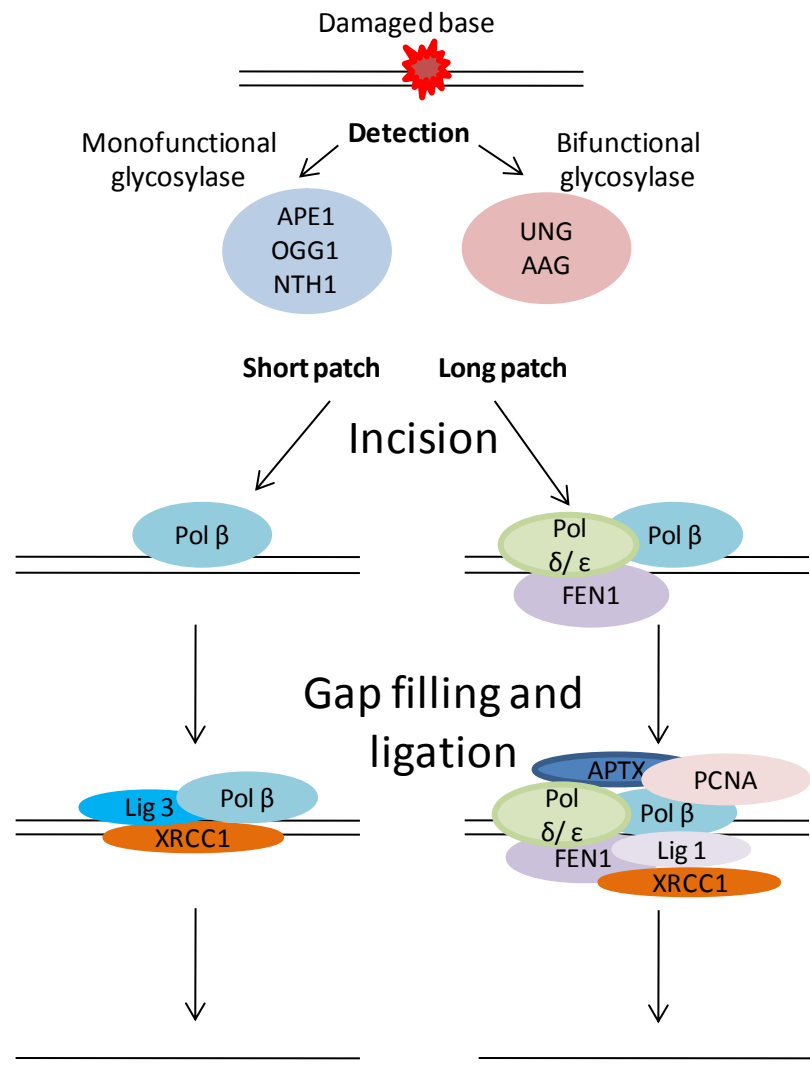 Damaged base
Detection
Monofunctional
glycosylase
Bifunctional
glycosylase
APE1
OGG1
NTH1
UNG
AAG
Short patch
Long patch
Incision
Pol β
Pol
δ/ ε
Pol β
FEN1
Gap filling and
ligation
Lig 3
Pol β
XRCC1
APTX
PCNA
Pol
δ/ ε
Pol β
FEN1
Lig 1
XRCC1